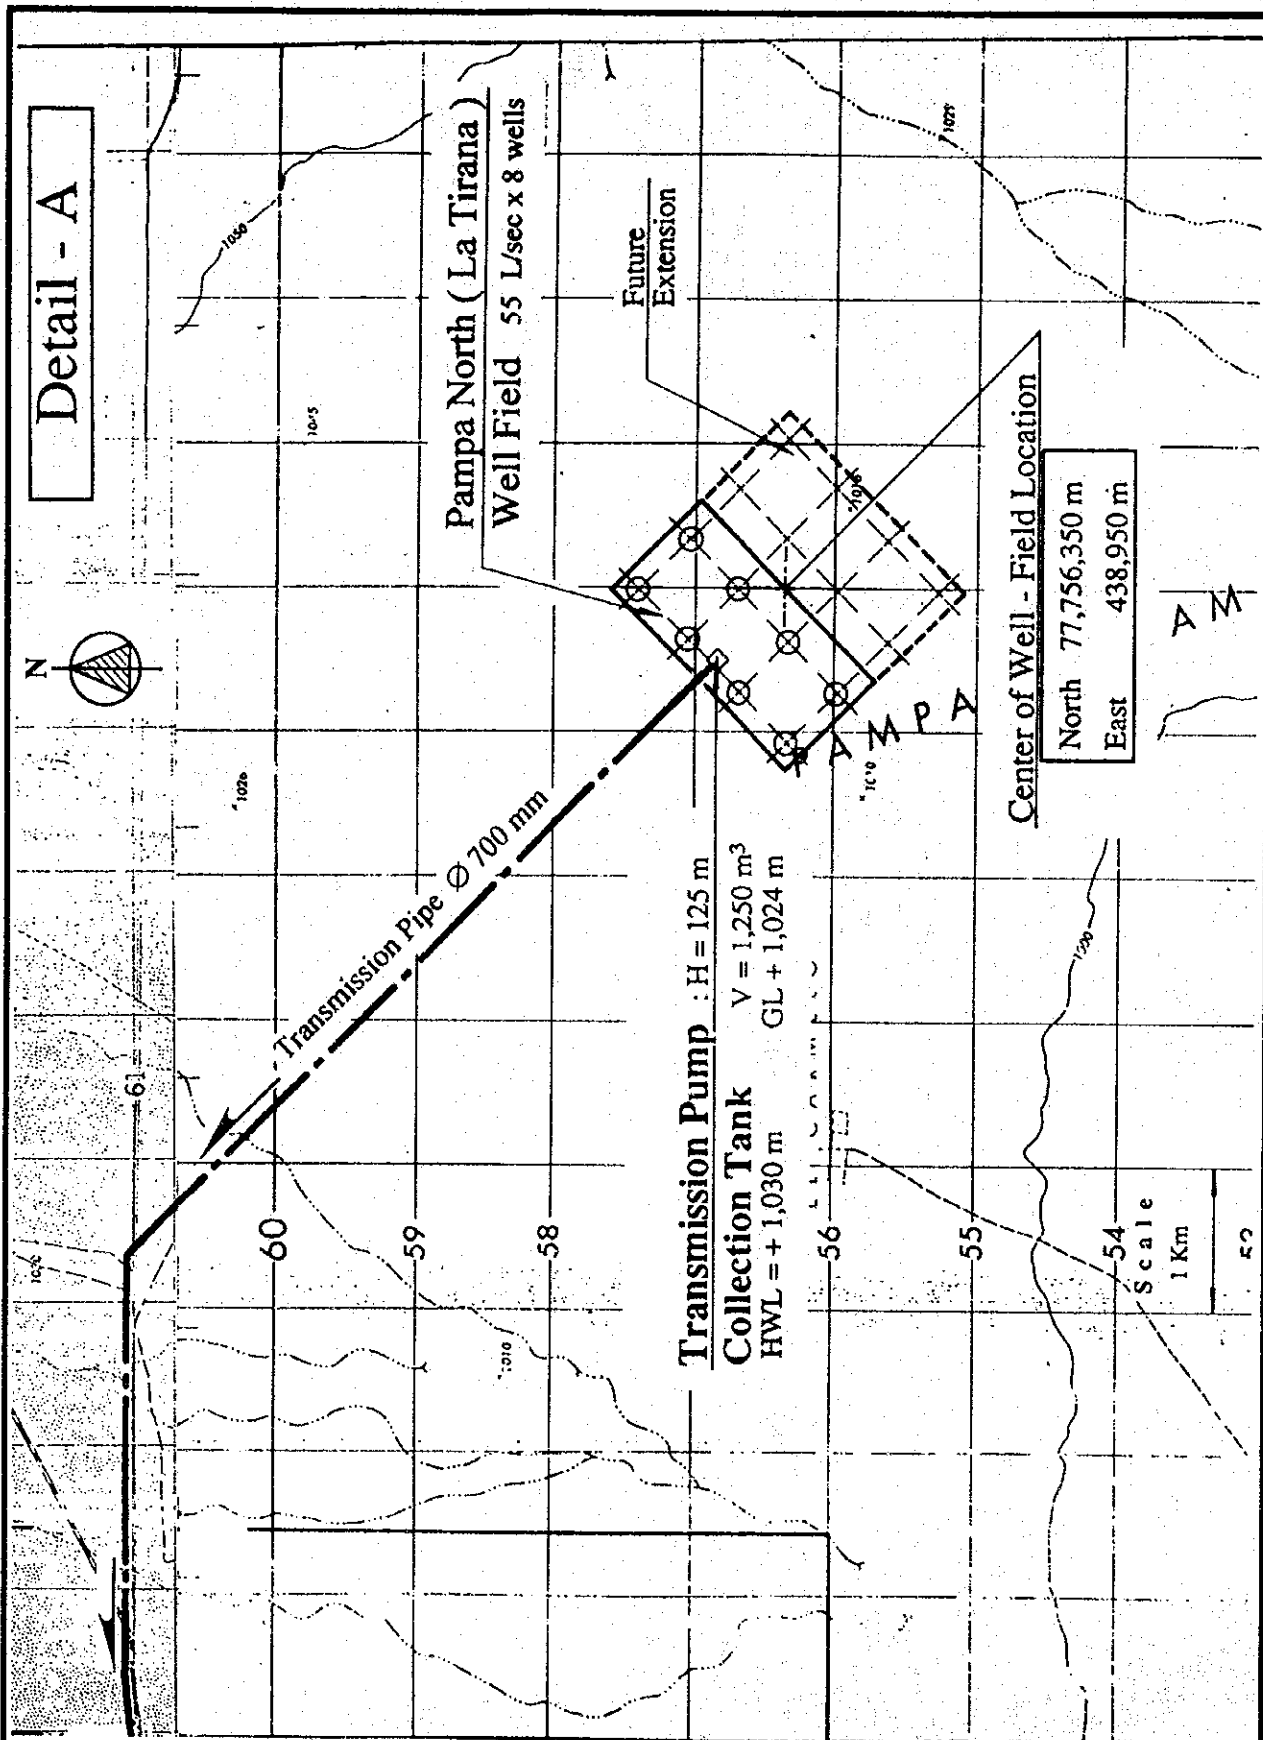 Detail - A
N
Pampa North ( La Tirana )
Well Field 55 L/sec x 8 wells
Future
Extension
Transmission Pipe Ø 700 mm
Transmission Pump : H = 125 m
Collection Tank V = 1,250 m³
HWL = + 1,030 m GL + 1,024 m
Center of Well - Field Location
North 77,756,350 m
East 438,950 m
PAMPA
AM
61
60
59
58
56
55
54
Scale
1 Km
1050
1025
1020
1010
1000